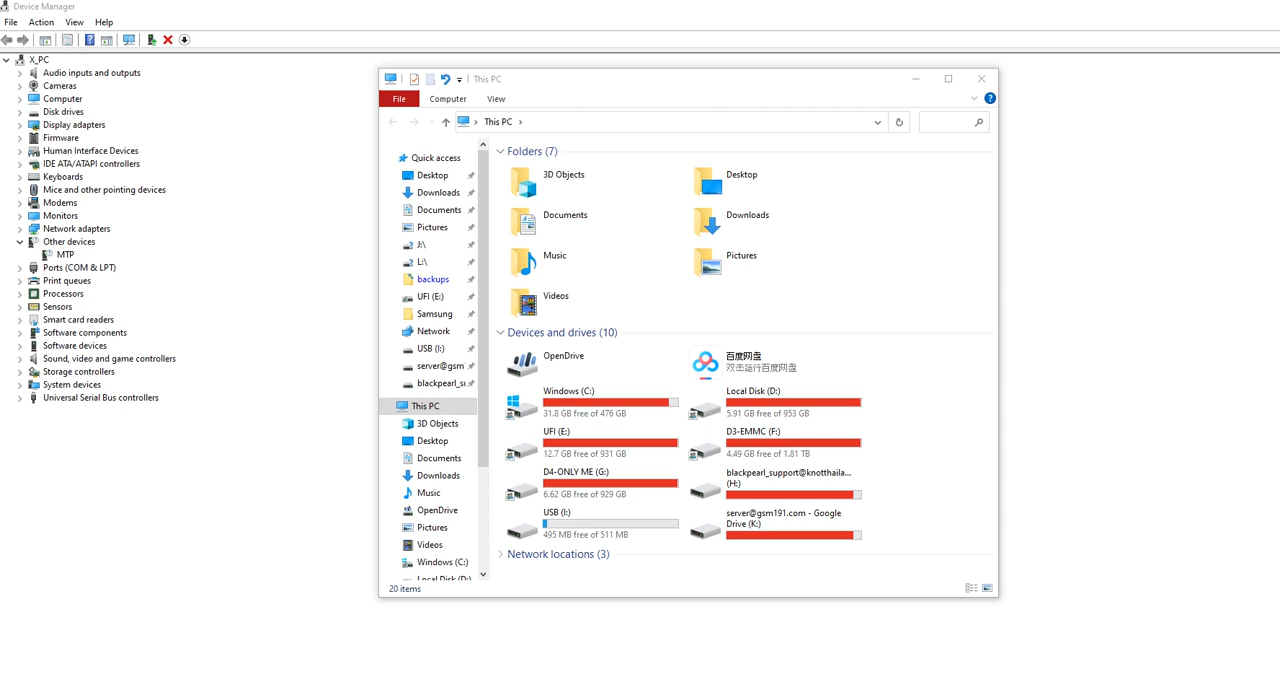 Device Manager
File Action View Help
X_PC
Audio inputs and outputs
Cameras
Computer
Disk drives
Display adapters
Firmware
Human Interface Devices
IDE ATA/ATAPI controllers
Keyboards
Mice and other pointing devices
Modems
Monitors
Network adapters
Other devices
MTP
Ports (COM & LPT)
Print queues
Processors
Sensors
Smart card readers
Software components
Software devices
Sound, video and game controllers
Storage controllers
System devices
Universal Serial Bus controllers
This PC
File Computer View
This PC
Quick access
Desktop
Downloads
Documents
Pictures
J:\
L:\
backups
UFI (E:)
Samsung
Network
USB (I:)
server@gsm
blackpearl_su
This PC
3D Objects
Desktop
Documents
Downloads
Music
OpenDrive
Pictures
Videos
Windows (C:)
Local Disk (D:)
Folders (7)
3D Objects
Desktop
Documents
Downloads
Music
Pictures
Videos
Devices and drives (10)
OpenDrive
百度网盘
双击运行百度网盘
Windows (C:)
31.8 GB free of 476 GB
Local Disk (D:)
5.91 GB free of 953 GB
UFI (E:)
12.7 GB free of 931 GB
D3-EMMC (F:)
4.49 GB free of 1.81 TB
D4-ONLY ME (G:)
6.62 GB free of 929 GB
blackpearl_support@knotthaila...
(H:)
USB (I:)
495 MB free of 511 MB
server@gsm191.com - Google
Drive (K:)
Network locations (3)
20 items